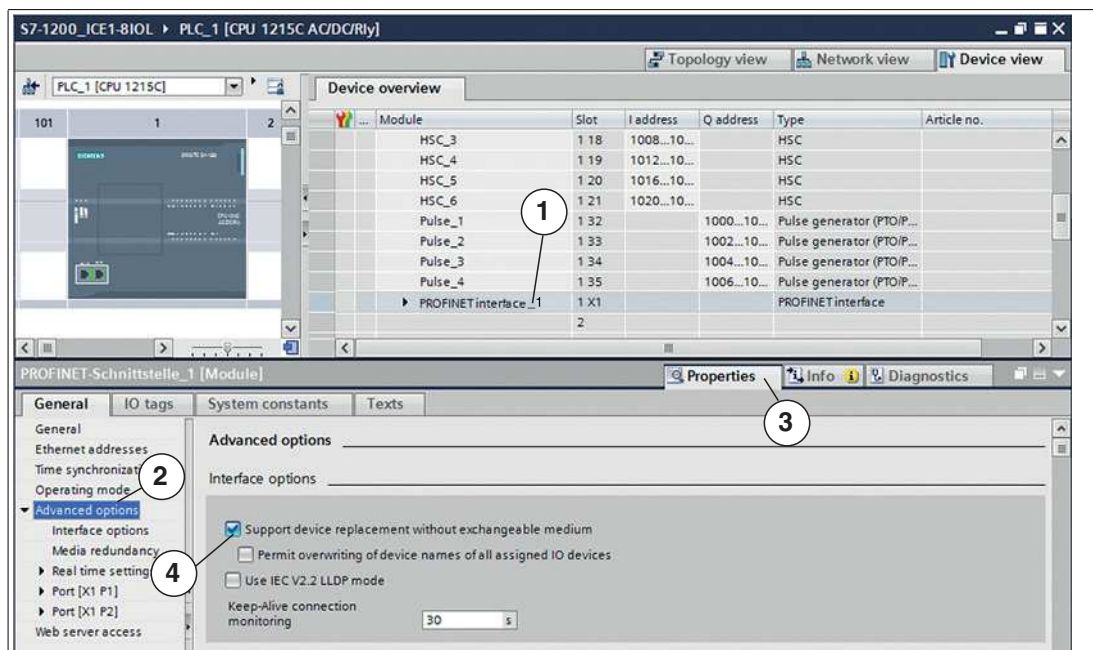 S7-1200_ICE1-8IOL ▸ PLC_1 [CPU 1215C AC/DC/Rly]
Topology view Network view Device view
PLC_1 [CPU 1215C]
Device overview
101 1 2
... Module Slot I address Q address Type Article no.
HSC_3 1 18 1008...10... HSC
HSC_4 1 19 1012...10... HSC
HSC_5 1 20 1016...10... HSC
HSC_6 1 21 1020...10... HSC
Pulse_1 1 32 1000...10... Pulse generator (PTO/P...
Pulse_2 1 33 1002...10... Pulse generator (PTO/P...
Pulse_3 1 34 1004...10... Pulse generator (PTO/P...
Pulse_4 1 35 1006...10... Pulse generator (PTO/P...
PROFINET interface_1 1 X1 PROFINET interface
2
1
SIEMENS
PROFINET-Schnittstelle_1 [Module]
Properties Info Diagnostics
3
General IO tags System constants Texts
General
Ethernet addresses
Time synchronizati
Operating mode
2
Advanced options
Interface options
Media redundancy
Real time setting
4
Port [X1 P1]
Port [X1 P2]
Web server access
Advanced options
Interface options
Support device replacement without exchangeable medium
Permit overwriting of device names of all assigned IO devices
Use IEC V2.2 LLDP mode
Keep-Alive connection
monitoring 30 s